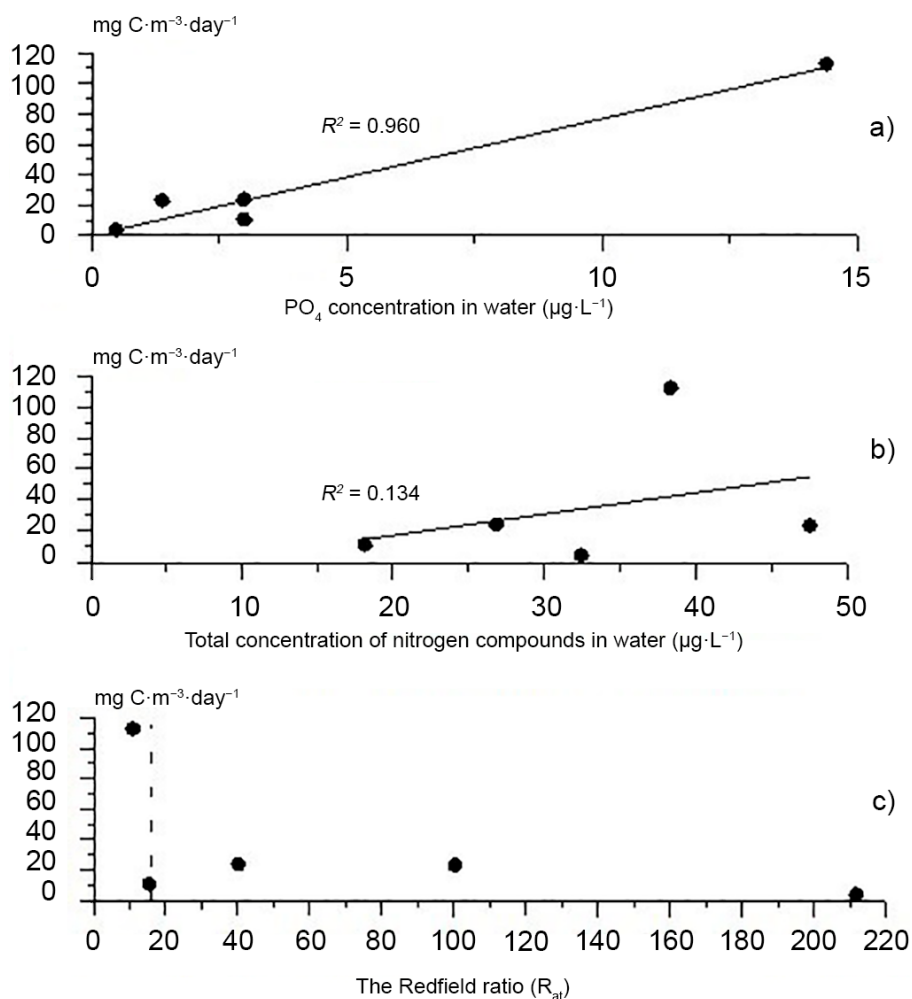 mg C·m⁻³·day⁻¹
120
100
80
60
40
20
0
R² = 0.960
a)
0 5 10 15
PO₄ concentration in water (µg·L⁻¹)
mg C·m⁻³·day⁻¹
120
100
80
60
40
20
0
R² = 0.134
b)
0 10 20 30 40 50
Total concentration of nitrogen compounds in water (µg·L⁻¹)
mg C·m⁻³·day⁻¹
120
100
80
60
40
20
0
c)
0 20 40 60 80 100 120 140 160 180 200 220
The Redfield ratio (Rₐₜ)